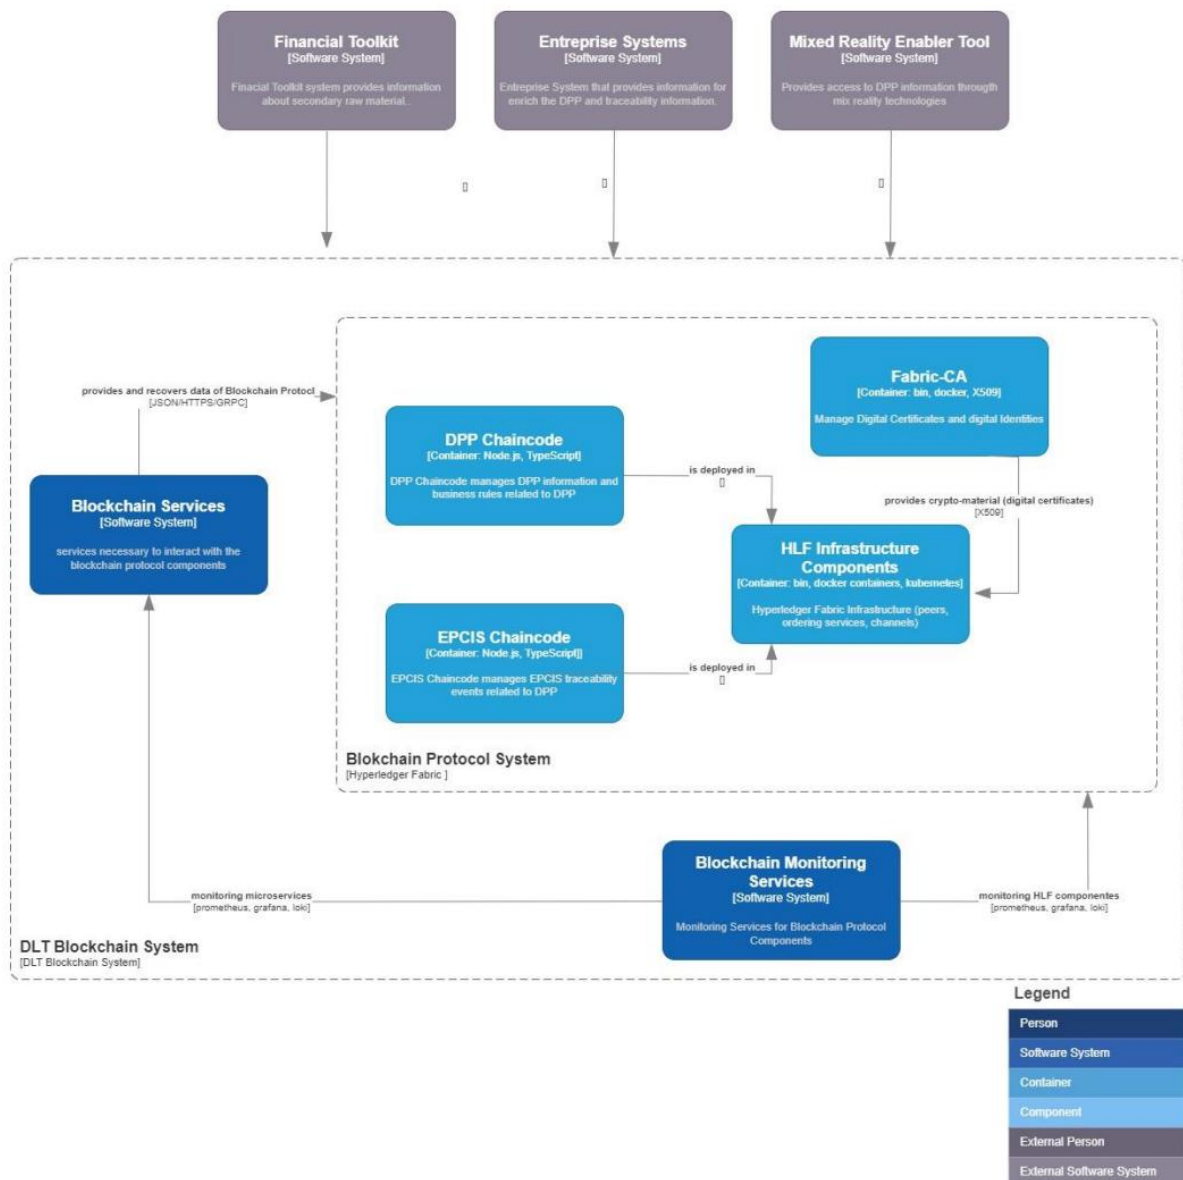 Financial Toolkit
[Software System]
Finacial Toolkit system provides information
about secondary raw material..
Entreprise Systems
[Software System]
Entreprise System that provides information for
enrich the DPP and traceability information.
Mixed Reality Enabler Tool
[Software System]
Provides access to DPP information througth
mix reality technologies
provides and recovers data of Blockchain Protocl
[JSON/HTTPS/GRPC]
Fabric-CA
[Container: bin, docker, X509]
Manage Digital Certificates and digital Identities
DPP Chaincode
[Container: Node.js, TypeScript]
DPP Chaincode manages DPP information and
business rules related to DPP
is deployed in
[]
Blockchain Services
[Software System]
services necessary to interact with the
blockchain protocol components
provides crypto-material (digital certificates)
[X509]
HLF Infrastructure
Components
[Container: bin, docker containers, kubernetes]
Hyperledger Fabric Infrastructure (peers,
ordering services, channels)
EPCIS Chaincode
[Container: Node.js, TypeScript]]
EPCIS Chaincode manages EPCIS traceability
events related to DPP
is deployed in
[]
Blokchain Protocol System
[Hyperledger Fabric ]
Blockchain Monitoring
Services
[Software System]
Monitoring Services for Blockchain Protocol
Components
monitoring microservices
[prometheus, grafana, loki]
monitoring HLF componentes
[prometheus, grafana, loki]
DLT Blockchain System
[DLT Blockchain System]
Legend
Person
Software System
Container
Component
External Person
External Software System